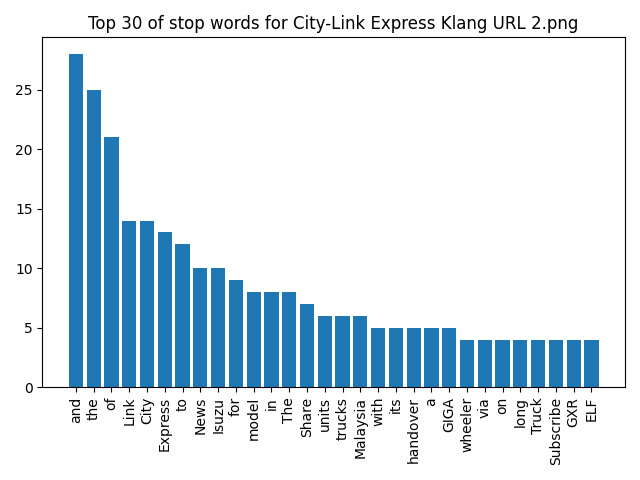 Top 30 of stop words for City-Link Express Klang URL 2.png
25
20
15
10
5
0
and
the
of
Link
City
Express
to
News
Isuzu
for
model
in
The
Share
units
trucks
Malaysia
with
its
handover
a
GIGA
wheeler
via
on
long
Truck
Subscribe
GXR
ELF